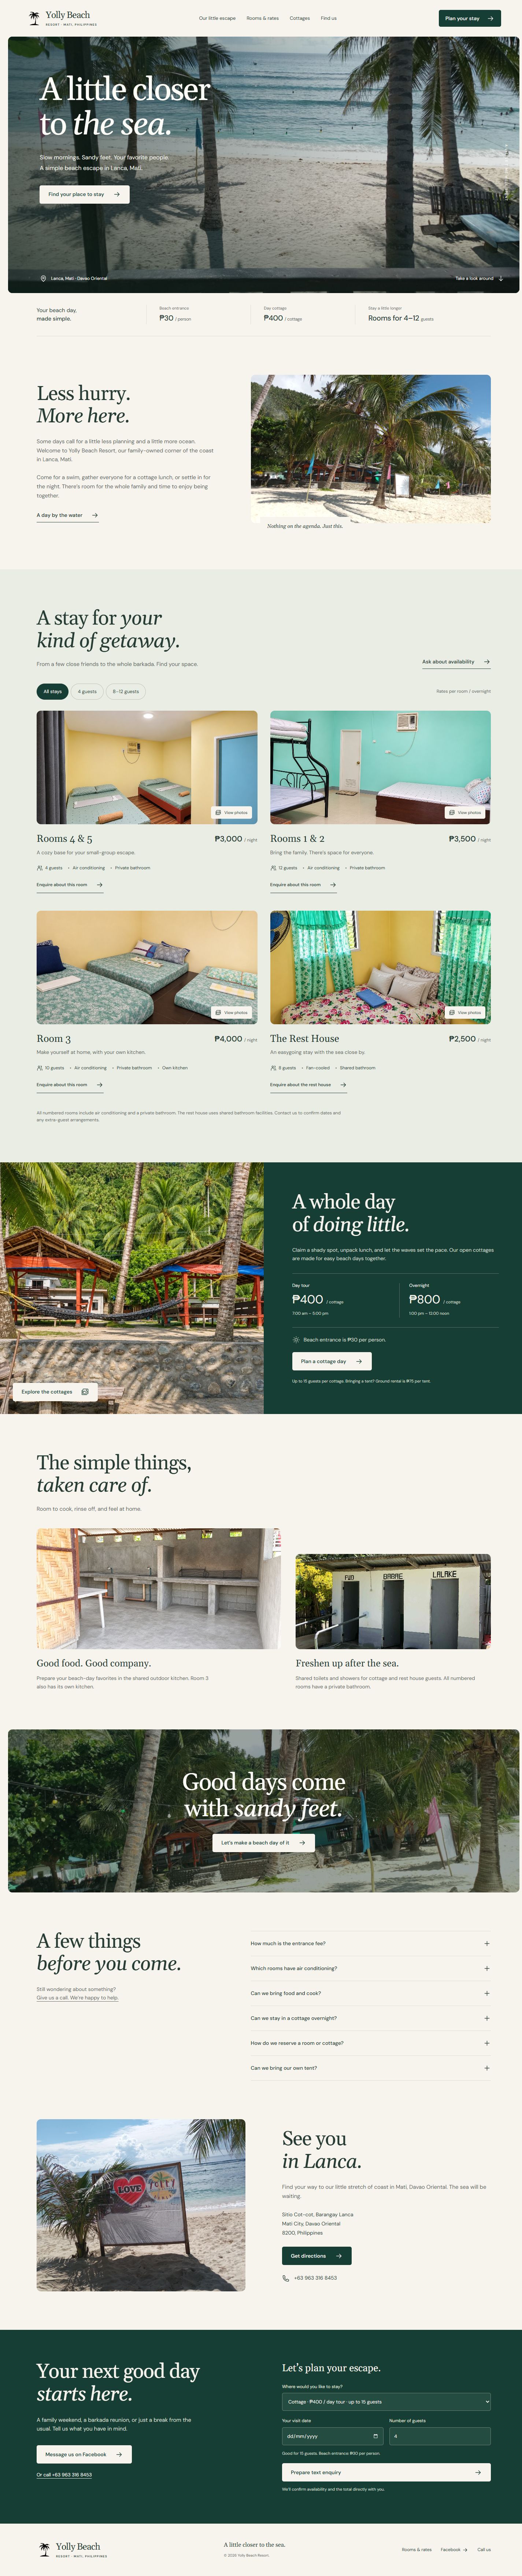 Yolly Beach
RESORT · MATI, PHILIPPINES
Our little escape
Rooms & rates
Cottages
Find us
Plan your stay
A little closer
to the sea.
Slow mornings. Sandy feet. Your favorite people.
A simple beach escape in Lanca, Mati.
Find your place to stay
Lanca, Mati · Davao Oriental
Take a look around
Your beach day,
made simple.
Beach entrance
₱30 / person
Day cottage
₱400 / cottage
Stay a little longer
Rooms for 4–12 guests
Less hurry.
More here.
Some days call for a little less planning and a little more ocean.
Welcome to Yolly Beach Resort, our family-owned corner of the coast
in Lanca, Mati.
Come for a swim, gather everyone for a cottage lunch, or settle in for
the night. There's room for the whole family and time to enjoy being
together.
A day by the water
Nothing on the agenda. Just this.
A stay for your
kind of getaway.
From a few close friends to the whole barkada. Find your space.
Ask about availability
All stays
4 guests
8–12 guests
Rates per room / overnight
View photos
View photos
Rooms 4 & 5
₱3,000 / night
A cozy base for your small-group escape.
4 guests · Air conditioning · Private bathroom
Enquire about this room
Rooms 1 & 2
₱3,500 / night
Bring the family. There's space for everyone.
12 guests · Air conditioning · Private bathroom
Enquire about this room
View photos
View photos
Room 3
₱4,000 / night
Make yourself at home, with your own kitchen.
10 guests · Air conditioning · Private bathroom · Own kitchen
Enquire about this room
The Rest House
₱2,500 / night
An easygoing stay with the sea close by.
8 guests · Fan-cooled · Shared bathroom
Enquire about the rest house
All numbered rooms include air conditioning and a private bathroom. The rest house uses shared bathroom facilities. Contact us to confirm dates and
any extra-guest arrangements.
Explore the cottages
A whole day
of doing little.
Claim a shady spot, unpack lunch, and let the waves set the pace. Our open cottages
are made for easy beach days together.
Day tour
₱400 / cottage
7:00 am – 5:00 pm
Overnight
₱800 / cottage
1:00 pm – 12:00 noon
Beach entrance is ₱30 per person.
Plan a cottage day
Up to 15 guests per cottage. Bringing a tent? Ground rental is ₱75 per tent.
The simple things,
taken care of.
Room to cook, rinse off, and feel at home.
BABAE
LALAKE
Good food. Good company.
Prepare your beach-day favorites in the shared outdoor kitchen. Room 3
also has its own kitchen.
Freshen up after the sea.
Shared toilets and showers for cottage and rest house guests. All numbered
rooms have a private bathroom.
Good days come
with sandy feet.
Let's make a beach day of it
A few things
before you come.
Still wondering about something?
Give us a call. We're happy to help.
How much is the entrance fee?
Which rooms have air conditioning?
Can we bring food and cook?
Can we stay in a cottage overnight?
How do we reserve a room or cottage?
Can we bring our own tent?
LOVE
See you
in Lanca.
Find your way to our little stretch of coast in Mati, Davao Oriental. The sea will be
waiting.
Sitio Cot-cot, Barangay Lanca
Mati City, Davao Oriental
8200, Philippines
Get directions
+63 963 316 8453
Your next good day
starts here.
A family weekend, a barkada reunion, or just a break from the
usual. Tell us what you have in mind.
Message us on Facebook
Or call +63 963 316 8453
Let's plan your escape.
Where would you like to stay?
Cottage · ₱400 / day tour · up to 15 guests
Your visit date
Number of guests
dd/mm/yyyy
4
Good for 15 guests. Beach entrance: ₱30 per person.
Prepare text enquiry
We'll confirm availability and the total directly with you.
Yolly Beach
RESORT · MATI, PHILIPPINES
A little closer to the sea.
© 2026 Yolly Beach Resort.
Rooms & rates
Facebook
Call us